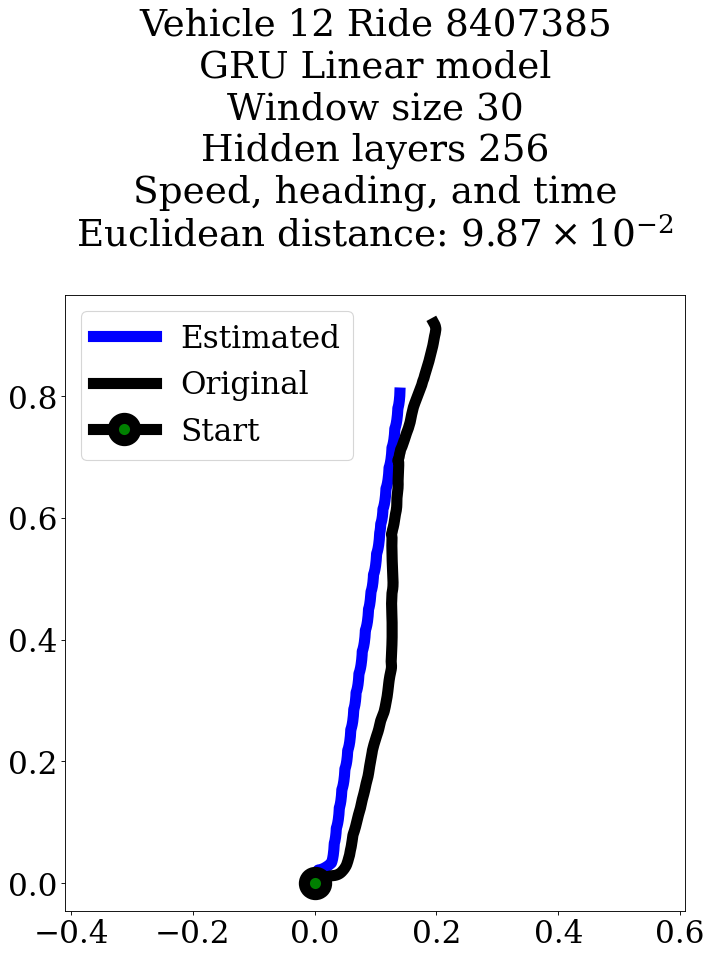 Vehicle 12 Ride 8407385
GRU Linear model
Window size 30
Hidden layers 256
Speed, heading, and time
Euclidean distance: 9.87 × 10⁻²
Estimated
Original
Start
0.8
0.6
0.4
0.2
0.0
−0.4 −0.2 0.0 0.2 0.4 0.6